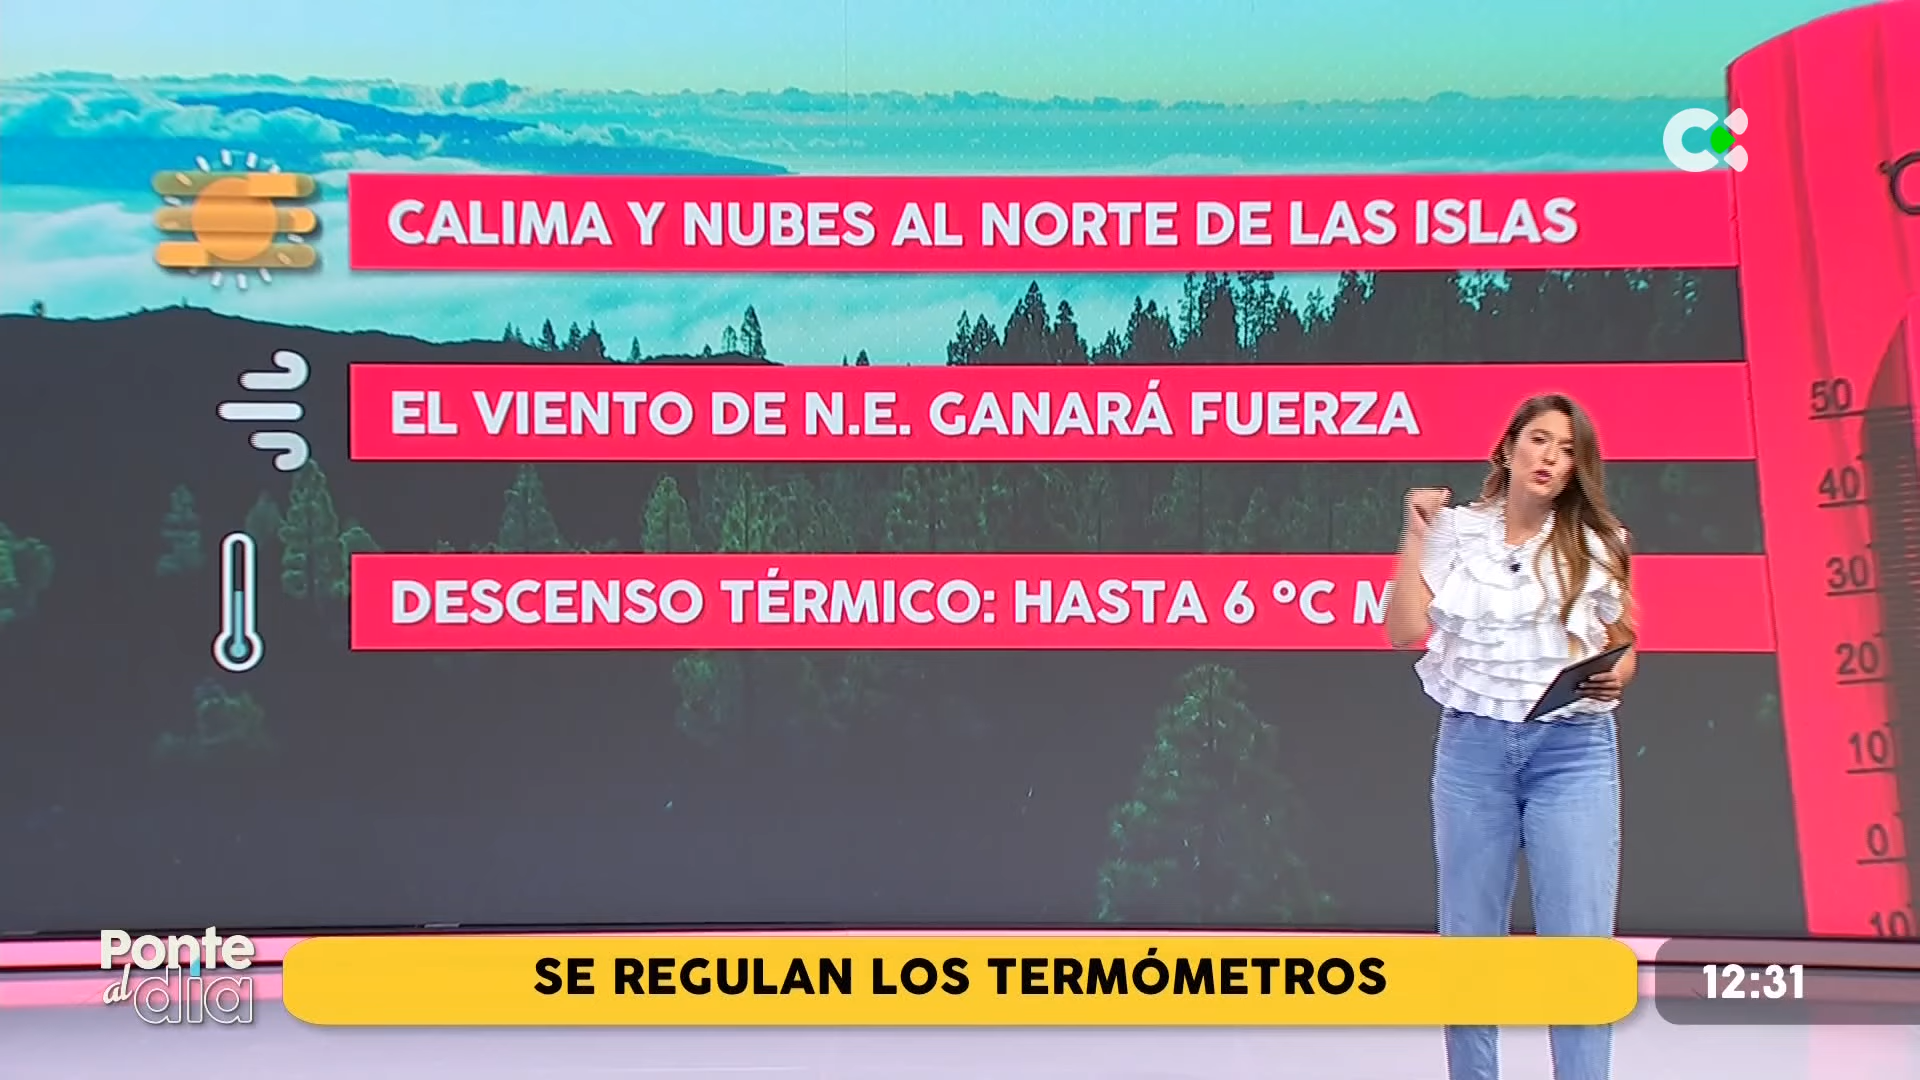 CALIMA Y NUBES AL NORTE DE LAS ISLAS
EL VIENTO DE N.E. GANARÁ FUERZA
DESCENSO TÉRMICO: HASTA 6 °C
50
40
30
20
10
0
10
Ponte al día
SE REGULAN LOS TERMÓMETROS
12:31